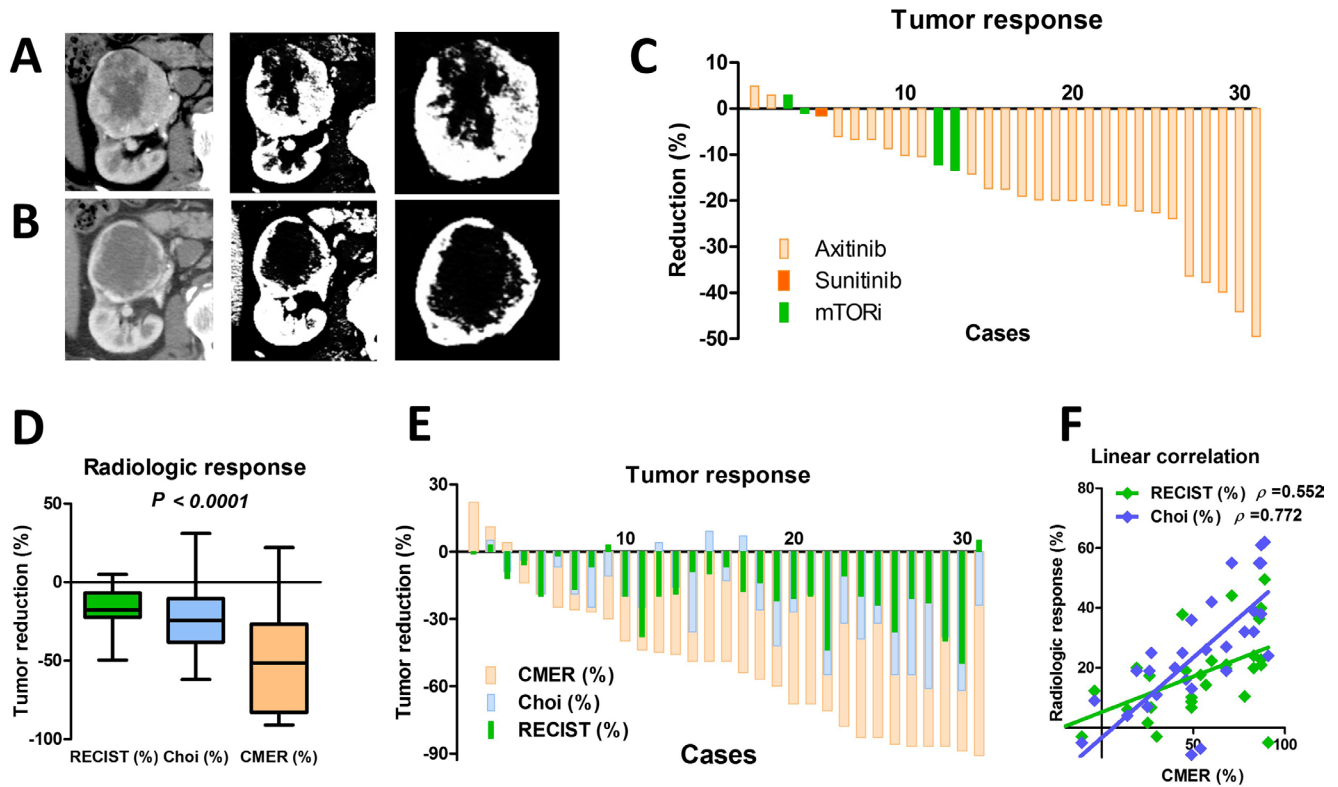 A
B
C
Tumor response
10
0
-10
-20
-30
-40
-50
10
20
30
Reduction (%)
Axitinib
Sunitinib
mTORi
Cases
D
Radiologic response
P < 0.0001
50
0
-50
-100
Tumor reduction (%)
RECIST (%) Choi (%) CMER (%)
E
Tumor response
30
0
-30
-60
-90
10
20
30
Tumor reduction (%)
CMER (%)
Choi (%)
RECIST (%)
Cases
F
Linear correlation
RECIST (%) ρ =0.552
Choi (%) ρ =0.772
80
60
40
20
50
100
Radiologic response (%)
CMER (%)